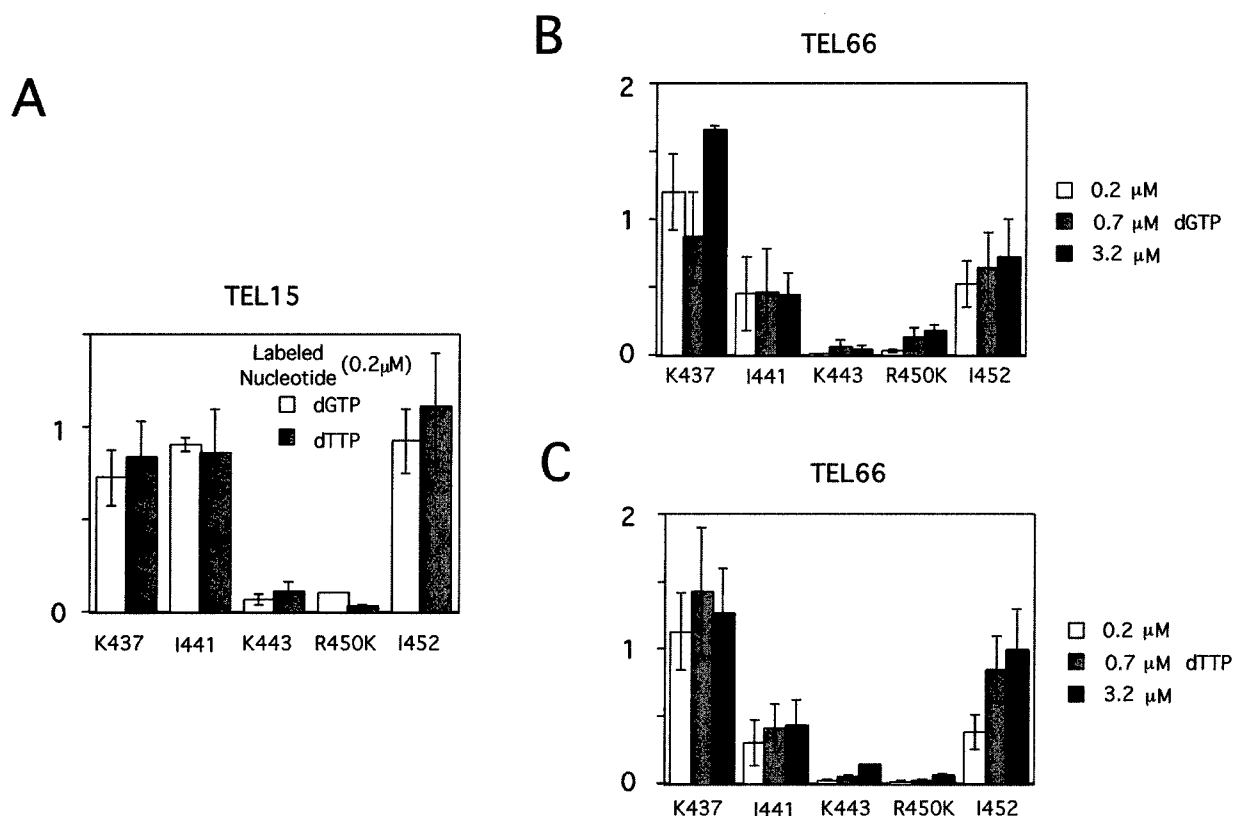 A
TEL15
Labeled
Nucleotide (0.2μM)
dGTP
dTTP
1
0
K437 I441 K443 R450K I452
B
TEL66
2
1
0
K437 I441 K443 R450K I452
0.2 μM
0.7 μM dGTP
3.2 μM
C
TEL66
2
1
0
K437 I441 K443 R450K I452
0.2 μM
0.7 μM dTTP
3.2 μM